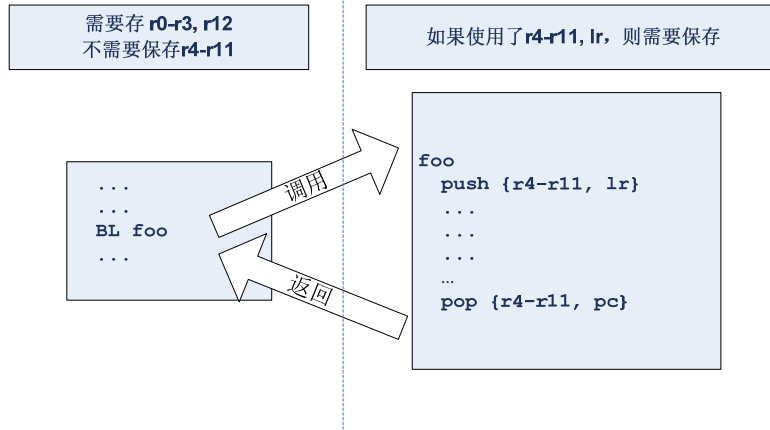 需要存 r0-r3, r12
不需要保存r4-r11
如果使用了r4-r11, lr，则需要保存
...
...
BL foo
...
调用
返回
foo
push {r4-r11, lr}
...
...
...
…
pop {r4-r11, pc}